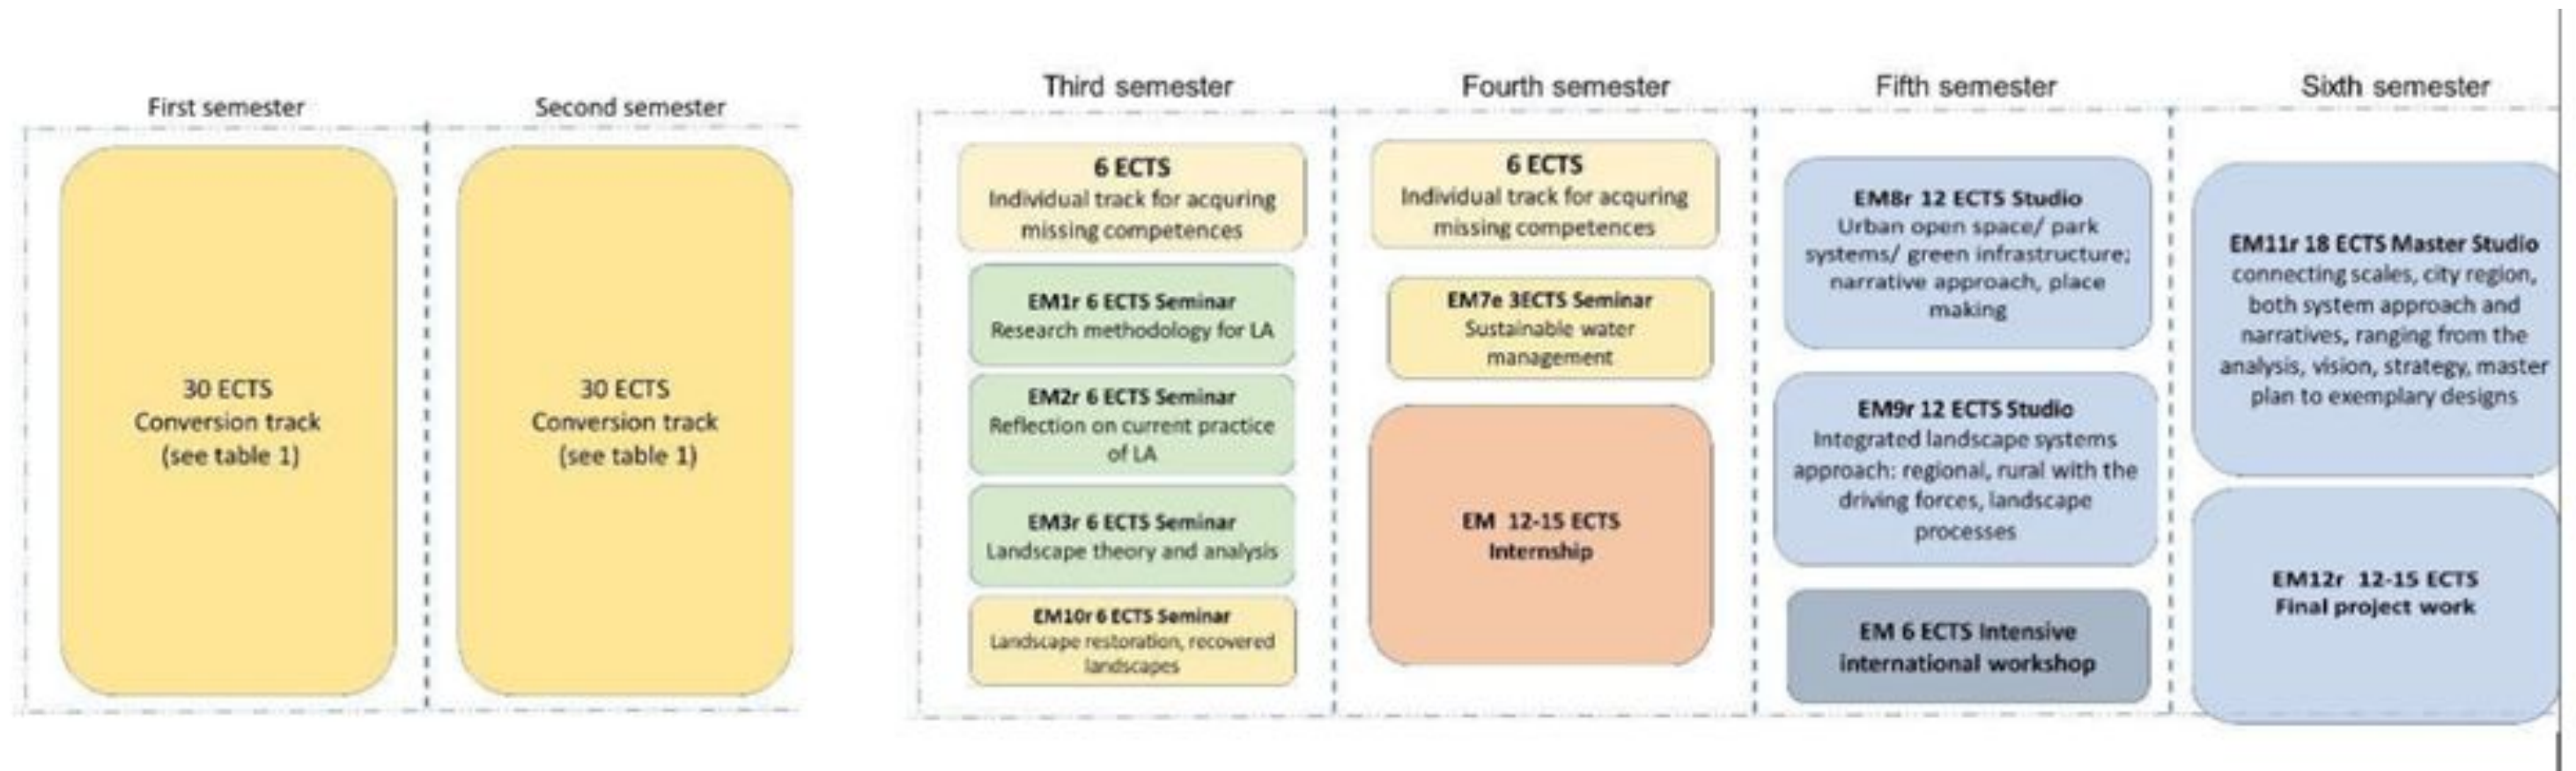 First semester
30 ECTS
Conversion track
(see table 1)
Second semester
30 ECTS
Conversion track
(see table 1)
Third semester
6 ECTS
Individual track for acquring
missing competences
EM1r 6 ECTS Seminar
Research methodology for LA
EM2r 6 ECTS Seminar
Reflection on current practice
of LA
EM3r 6 ECTS Seminar
Landscape theory and analysis
EM10r 6 ECTS Seminar
Landscape restoration, recovered
landscapes
Fourth semester
6 ECTS
Individual track for acquring
missing competences
EM7e 3ECTS Seminar
Sustainable water
management
EM 12-15 ECTS
Internship
Fifth semester
EM8r 12 ECTS Studio
Urban open space/ park
systems/ green infrastructure;
narrative approach, place
making
EM9r 12 ECTS Studio
Integrated landscape systems
approach: regional, rural with the
driving forces, landscape
processes
EM 6 ECTS Intensive
international workshop
Sixth semester
EM11r 18 ECTS Master Studio
connecting scales, city region,
both system approach and
narratives, ranging from the
analysis, vision, strategy, master
plan to exemplary designs
EM12r 12-15 ECTS
Final project work